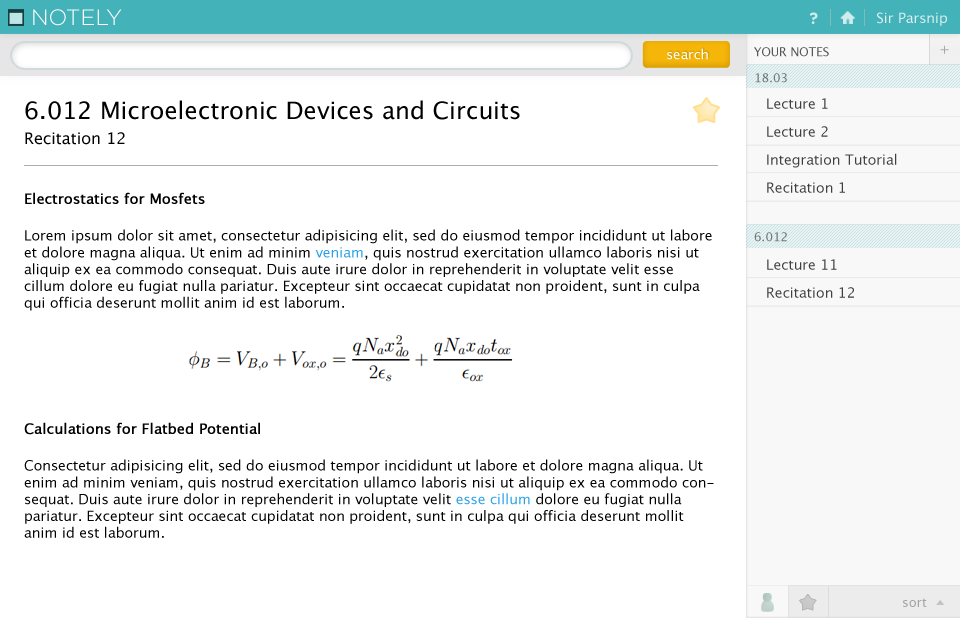 NOTELY
? Sir Parsnip
search
YOUR NOTES +
18.03
Lecture 1
Lecture 2
Integration Tutorial
Recitation 1
6.012
Lecture 11
Recitation 12
sort
6.012 Microelectronic Devices and Circuits
Recitation 12
Electrostatics for Mosfets
Lorem ipsum dolor sit amet, consectetur adipisicing elit, sed do eiusmod tempor incididunt ut labore
et dolore magna aliqua. Ut enim ad minim veniam, quis nostrud exercitation ullamco laboris nisi ut
aliquip ex ea commodo consequat. Duis aute irure dolor in reprehenderit in voluptate velit esse
cillum dolore eu fugiat nulla pariatur. Excepteur sint occaecat cupidatat non proident, sunt in culpa
qui officia deserunt mollit anim id est laborum.
$\phi_B = V_{B,o} + V_{ox,o} = \frac{qN_a x_{do}^2}{2\epsilon_s} + \frac{qN_a x_{do} t_{ox}}{\epsilon_{ox}}$
Calculations for Flatbed Potential
Consectetur adipisicing elit, sed do eiusmod tempor incididunt ut labore et dolore magna aliqua. Ut
enim ad minim veniam, quis nostrud exercitation ullamco laboris nisi ut aliquip ex ea commodo con-
sequat. Duis aute irure dolor in reprehenderit in voluptate velit esse cillum dolore eu fugiat nulla
pariatur. Excepteur sint occaecat cupidatat non proident, sunt in culpa qui officia deserunt mollit
anim id est laborum.